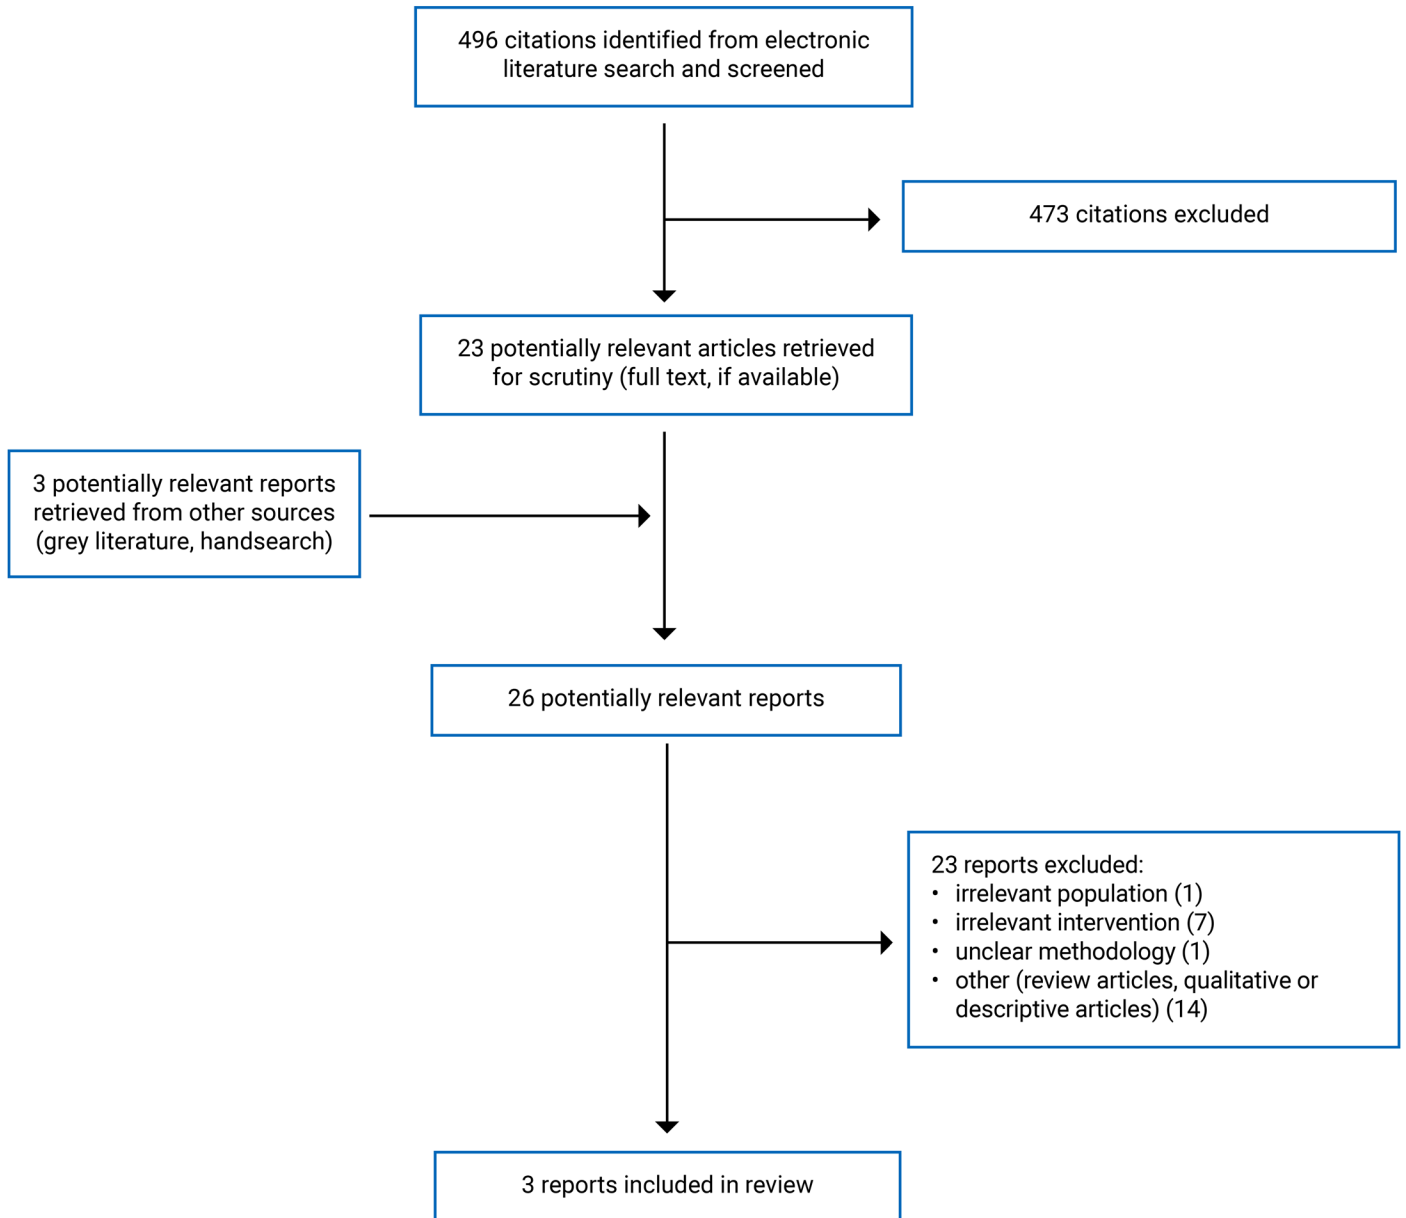 496 citations identified from electronic
literature search and screened
473 citations excluded
23 potentially relevant articles retrieved
for scrutiny (full text, if available)
3 potentially relevant reports
retrieved from other sources
(grey literature, handsearch)
26 potentially relevant reports
23 reports excluded:
• irrelevant population (1)
• irrelevant intervention (7)
• unclear methodology (1)
• other (review articles, qualitative or
descriptive articles) (14)
3 reports included in review